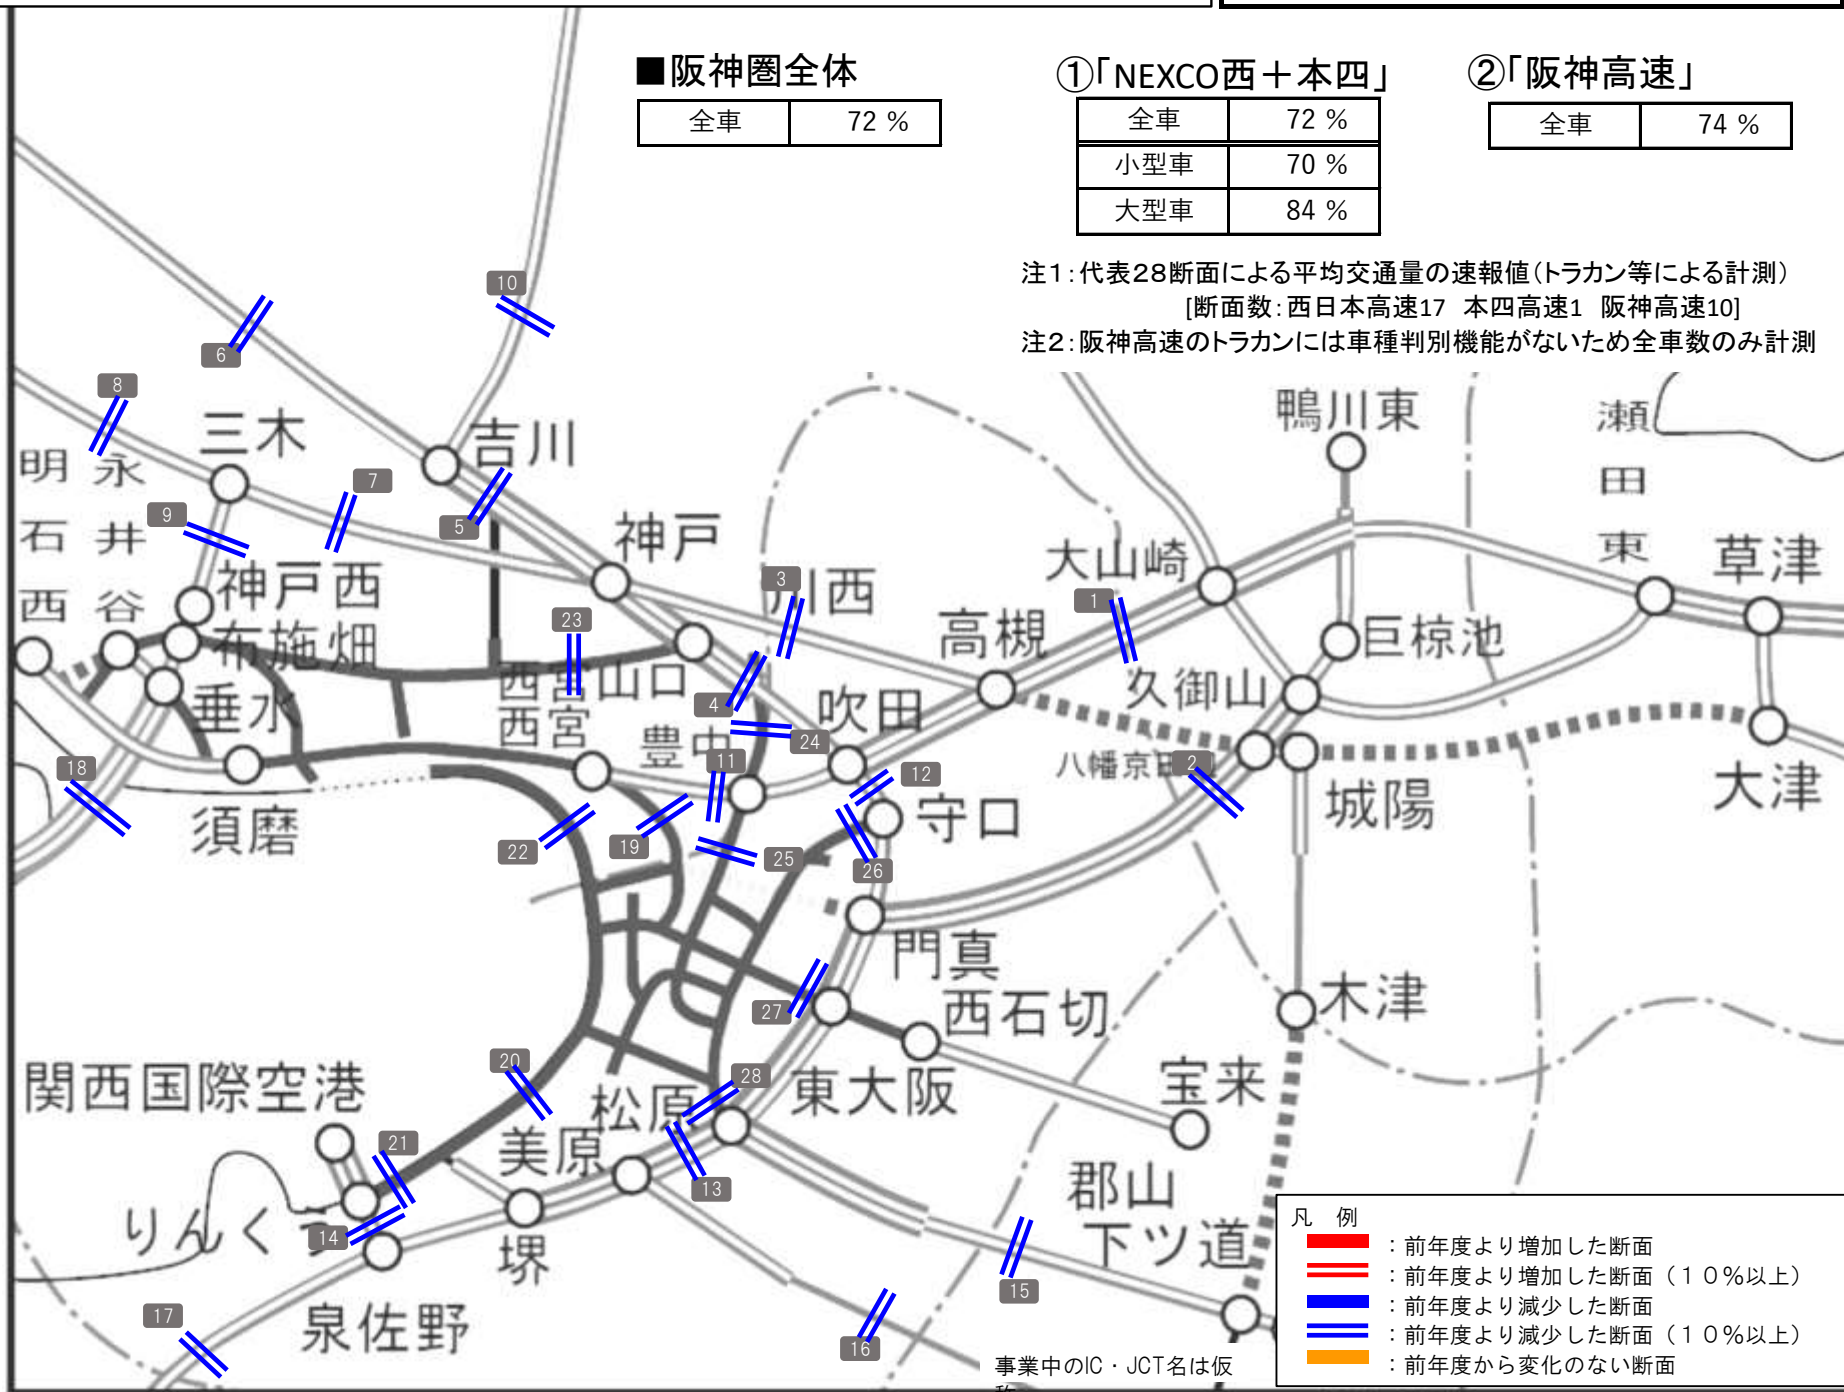 ■阪神圏全体
全車 72 %
①「NEXCO西＋本四」
全車 72 %
小型車 70 %
大型車 84 %
②「阪神高速」
全車 74 %
注1：代表28断面による平均交通量の速報値（トラカン等による計測）
[断面数：西日本高速17 本四高速1 阪神高速10]
注2：阪神高速のトラカンには車種判別機能がないため全車数のみ計測
10
6
8
三木
吉川
鴨川東
瀬田東
明石西
永井谷
7
9
5
神戸
川西
3
大山崎
1
草津
神戸西
布施畑
23
高槻
巨椋池
西宮山口
4
久御山
垂水
西宮
豊中
24
吹田
11
12
八幡京田
2
18
須磨
22
19
25
26
守口
城陽
大津
門真
27
西石切
木津
関西国際空港
20
松原
28
東大阪
宝来
21
美原
13
郡山
下ツ道
りんくう
14
堺
15
17
泉佐野
16
事業中のIC・JCT名は仮
称
凡 例
：前年度より増加した断面
：前年度より増加した断面（１０％以上）
：前年度より減少した断面
：前年度より減少した断面（１０％以上）
：前年度から変化のない断面